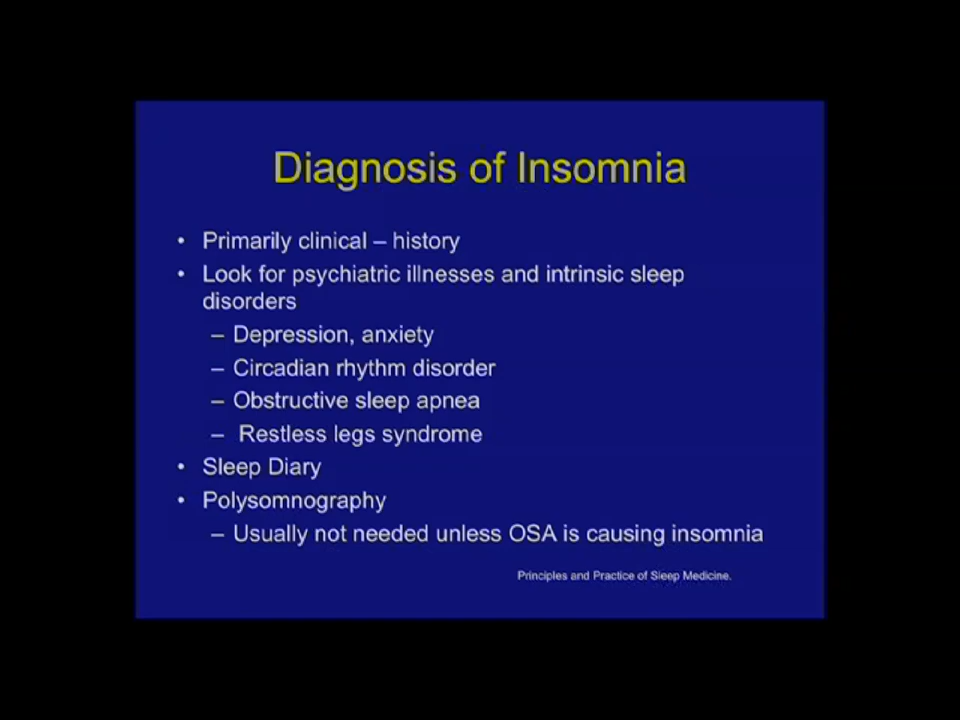 Diagnosis of Insomnia
• Primarily clinical – history
• Look for psychiatric illnesses and intrinsic sleep
disorders
– Depression, anxiety
– Circadian rhythm disorder
– Obstructive sleep apnea
– Restless legs syndrome
• Sleep Diary
• Polysomnography
– Usually not needed unless OSA is causing insomnia
Principles and Practice of Sleep Medicine.